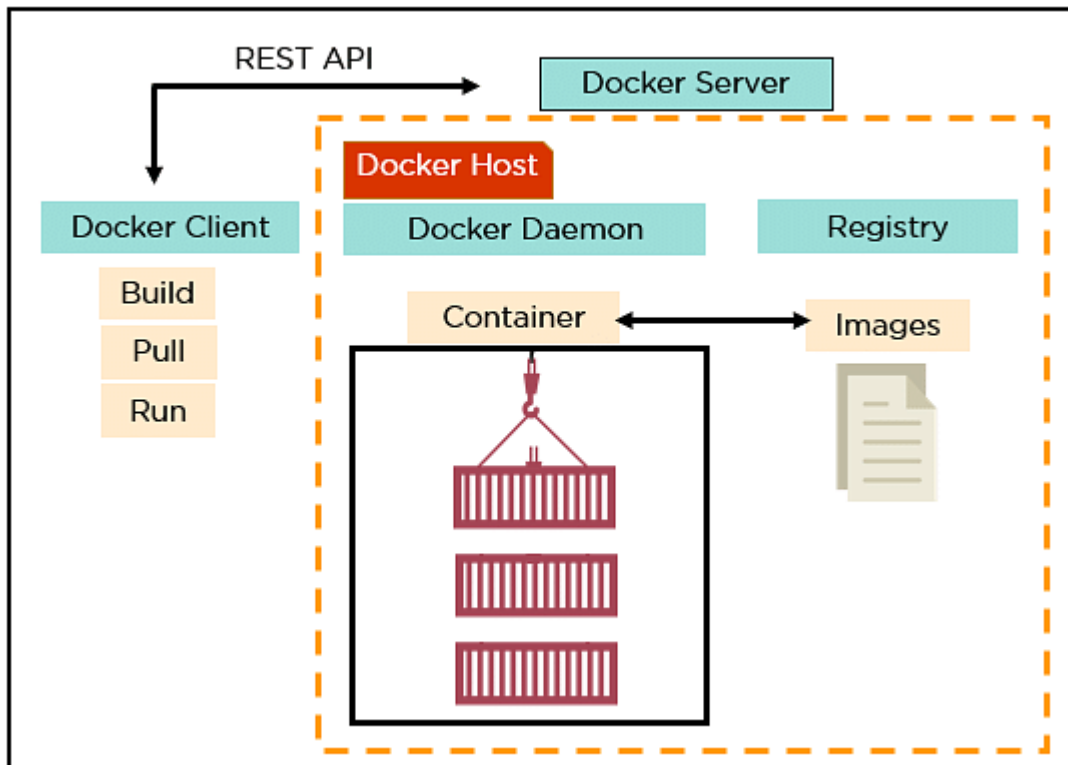 REST API
Docker Server
Docker Host
Docker Client
Docker Daemon
Registry
Build
Pull
Run
Container
Images